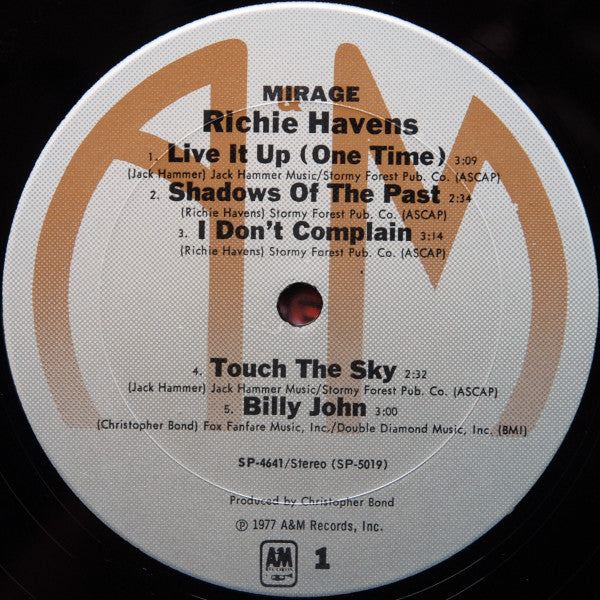 MIRAGE
Richie Havens
1. Live It Up (One Time) 3:09
(Jack Hammer) Jack Hammer Music/Stormy Forest Pub. Co. (ASCAP)
2. Shadows Of The Past 2:34
(Richie Havens) Stormy Forest Pub. Co. (ASCAP)
3. I Don't Complain 3:14
(Richie Havens) Stormy Forest Pub. Co. (ASCAP)
4. Touch The Sky 2:32
(Jack Hammer) Jack Hammer Music/Stormy Forest Pub. Co. (ASCAP)
5. Billy John 3:00
(Christopher Bond) Fox Fanfare Music, Inc./Double Diamond Music, Inc. (BMI)
SP-4641/Stereo (SP-5019)
Produced by Christopher Bond
℗ 1977 A&M Records, Inc.
A&M
RECORDS
1